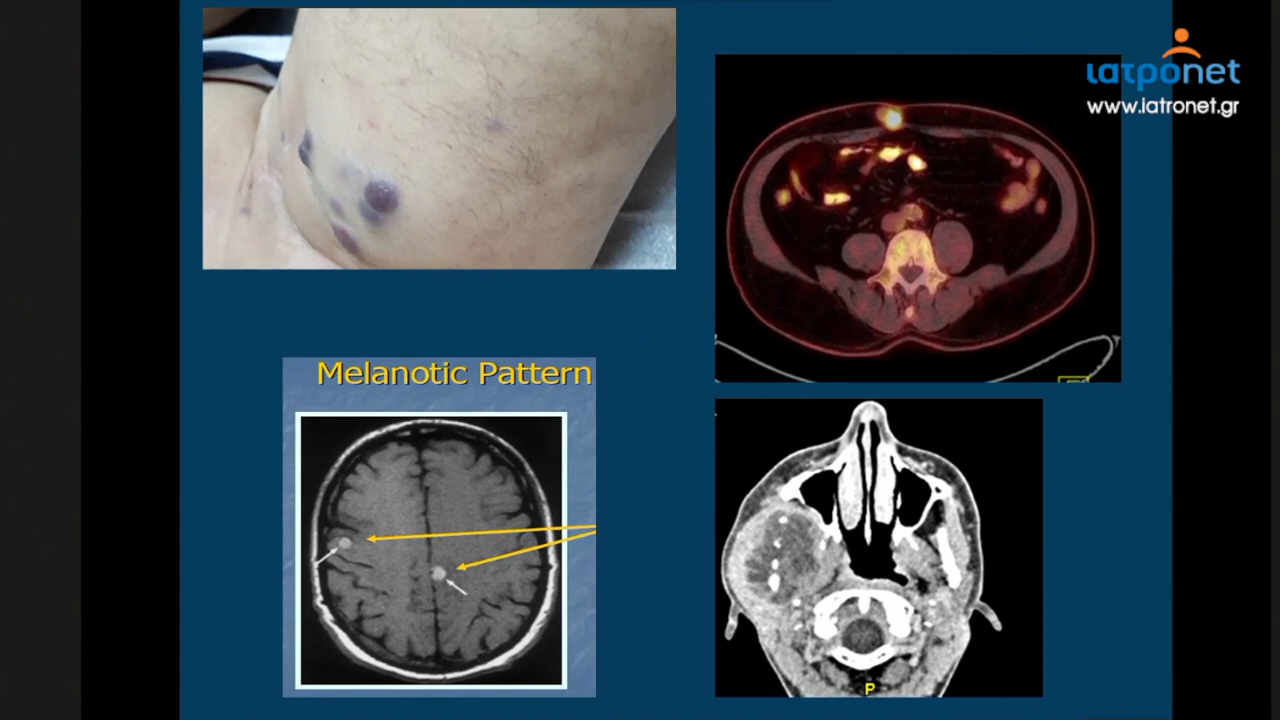 ιατρonet
www.iatronet.gr
Melanotic Pattern
P